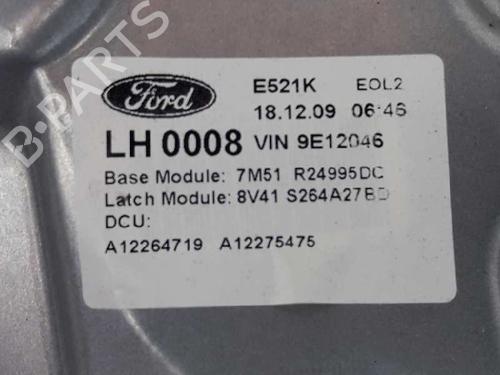 Ford
E521K EOL2
18.12.09 06:46
LH 0008 VIN 9E12046
Base Module: 7M51 R24995DC
Latch Module: 8V41 S264A27BD
DCU:
A12264719 A12275475
B-PARTS